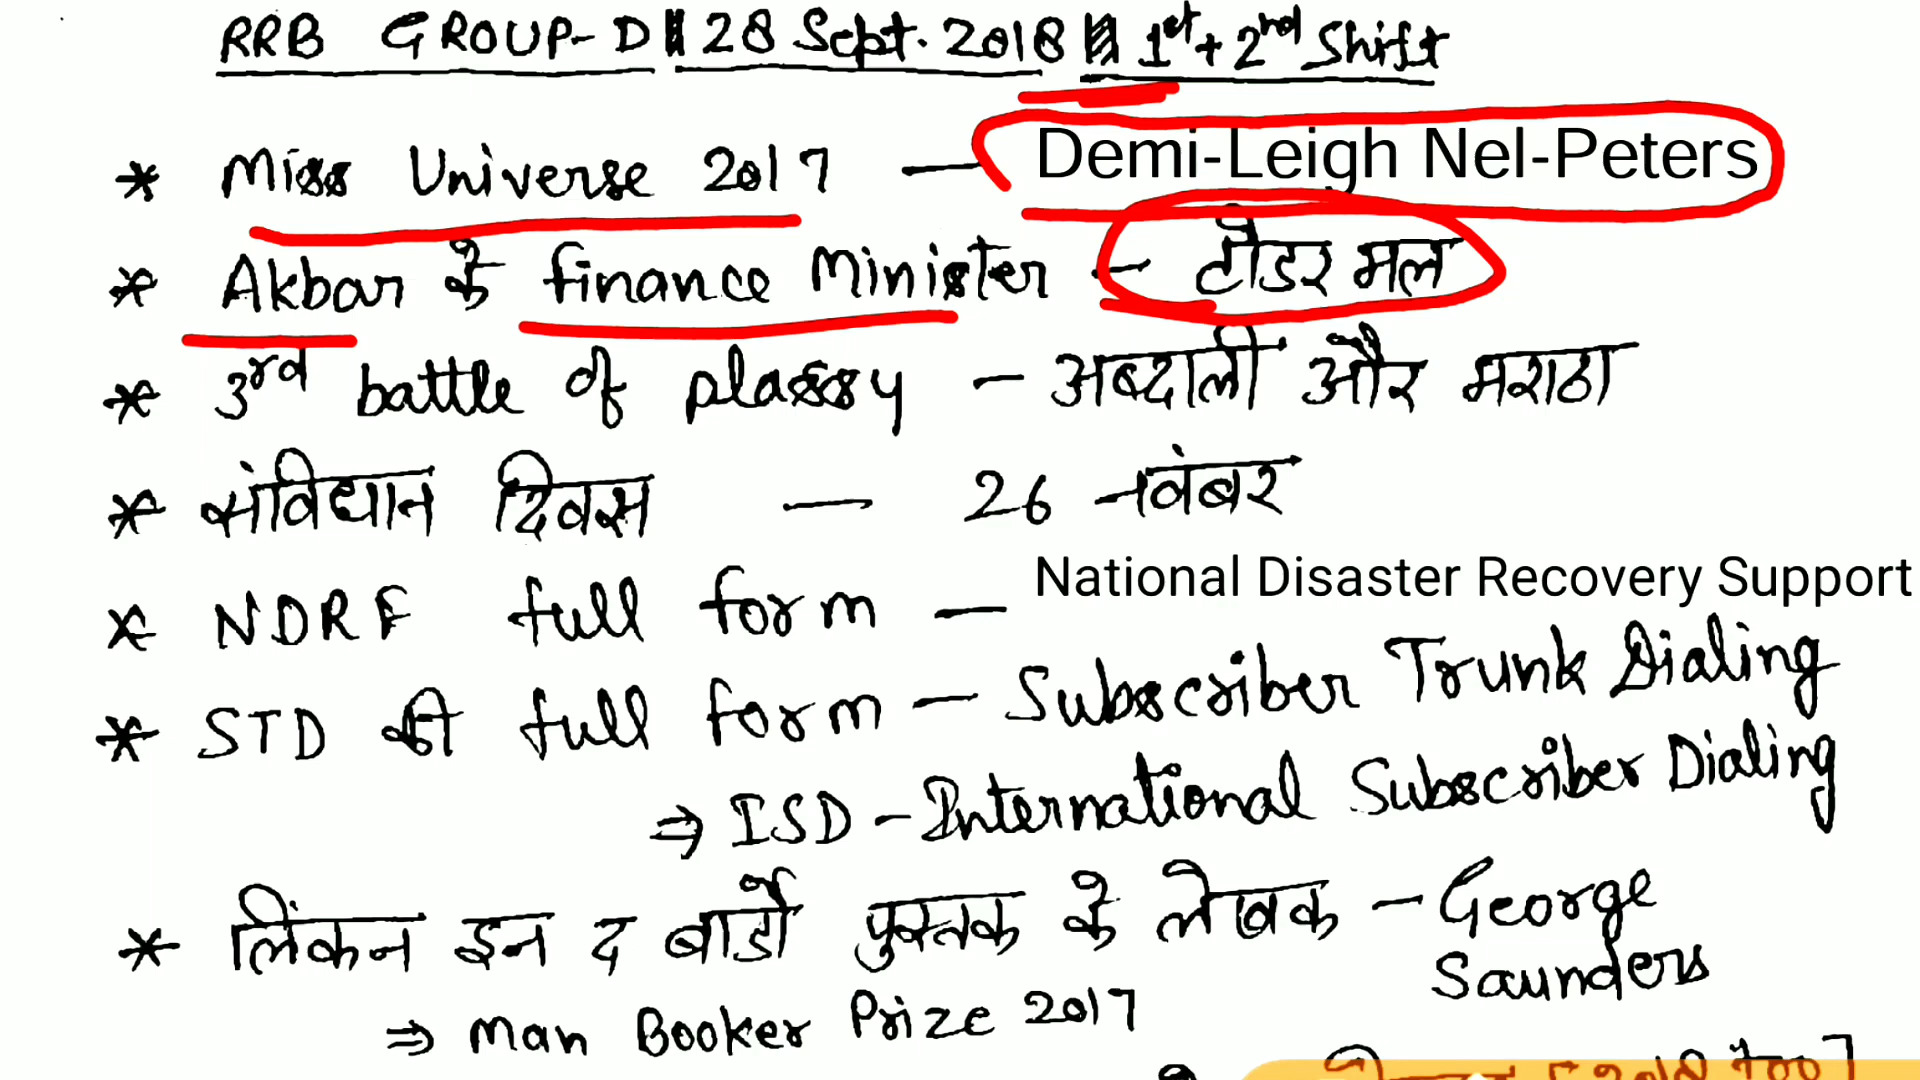 RRB GROUP-D 28 Sept. 2018 1st + 2nd Shift
* Miss Universe 2017 — Demi-Leigh Nel-Peters
* Akbar के finance Minister - टोडर मल
* 3rd battle of plassy - अब्दाली और मराठा
* संविधान दिवस — 26 नवंबर
* NDRF full form — National Disaster Recovery Support
* STD की full form - Subscriber Trunk Dialing
⇒ ISD - International Subscriber Dialing
* लिंकन इन द बार्डो पुस्तक के लेखक - George Saunders
⇒ Man Booker Prize 2017